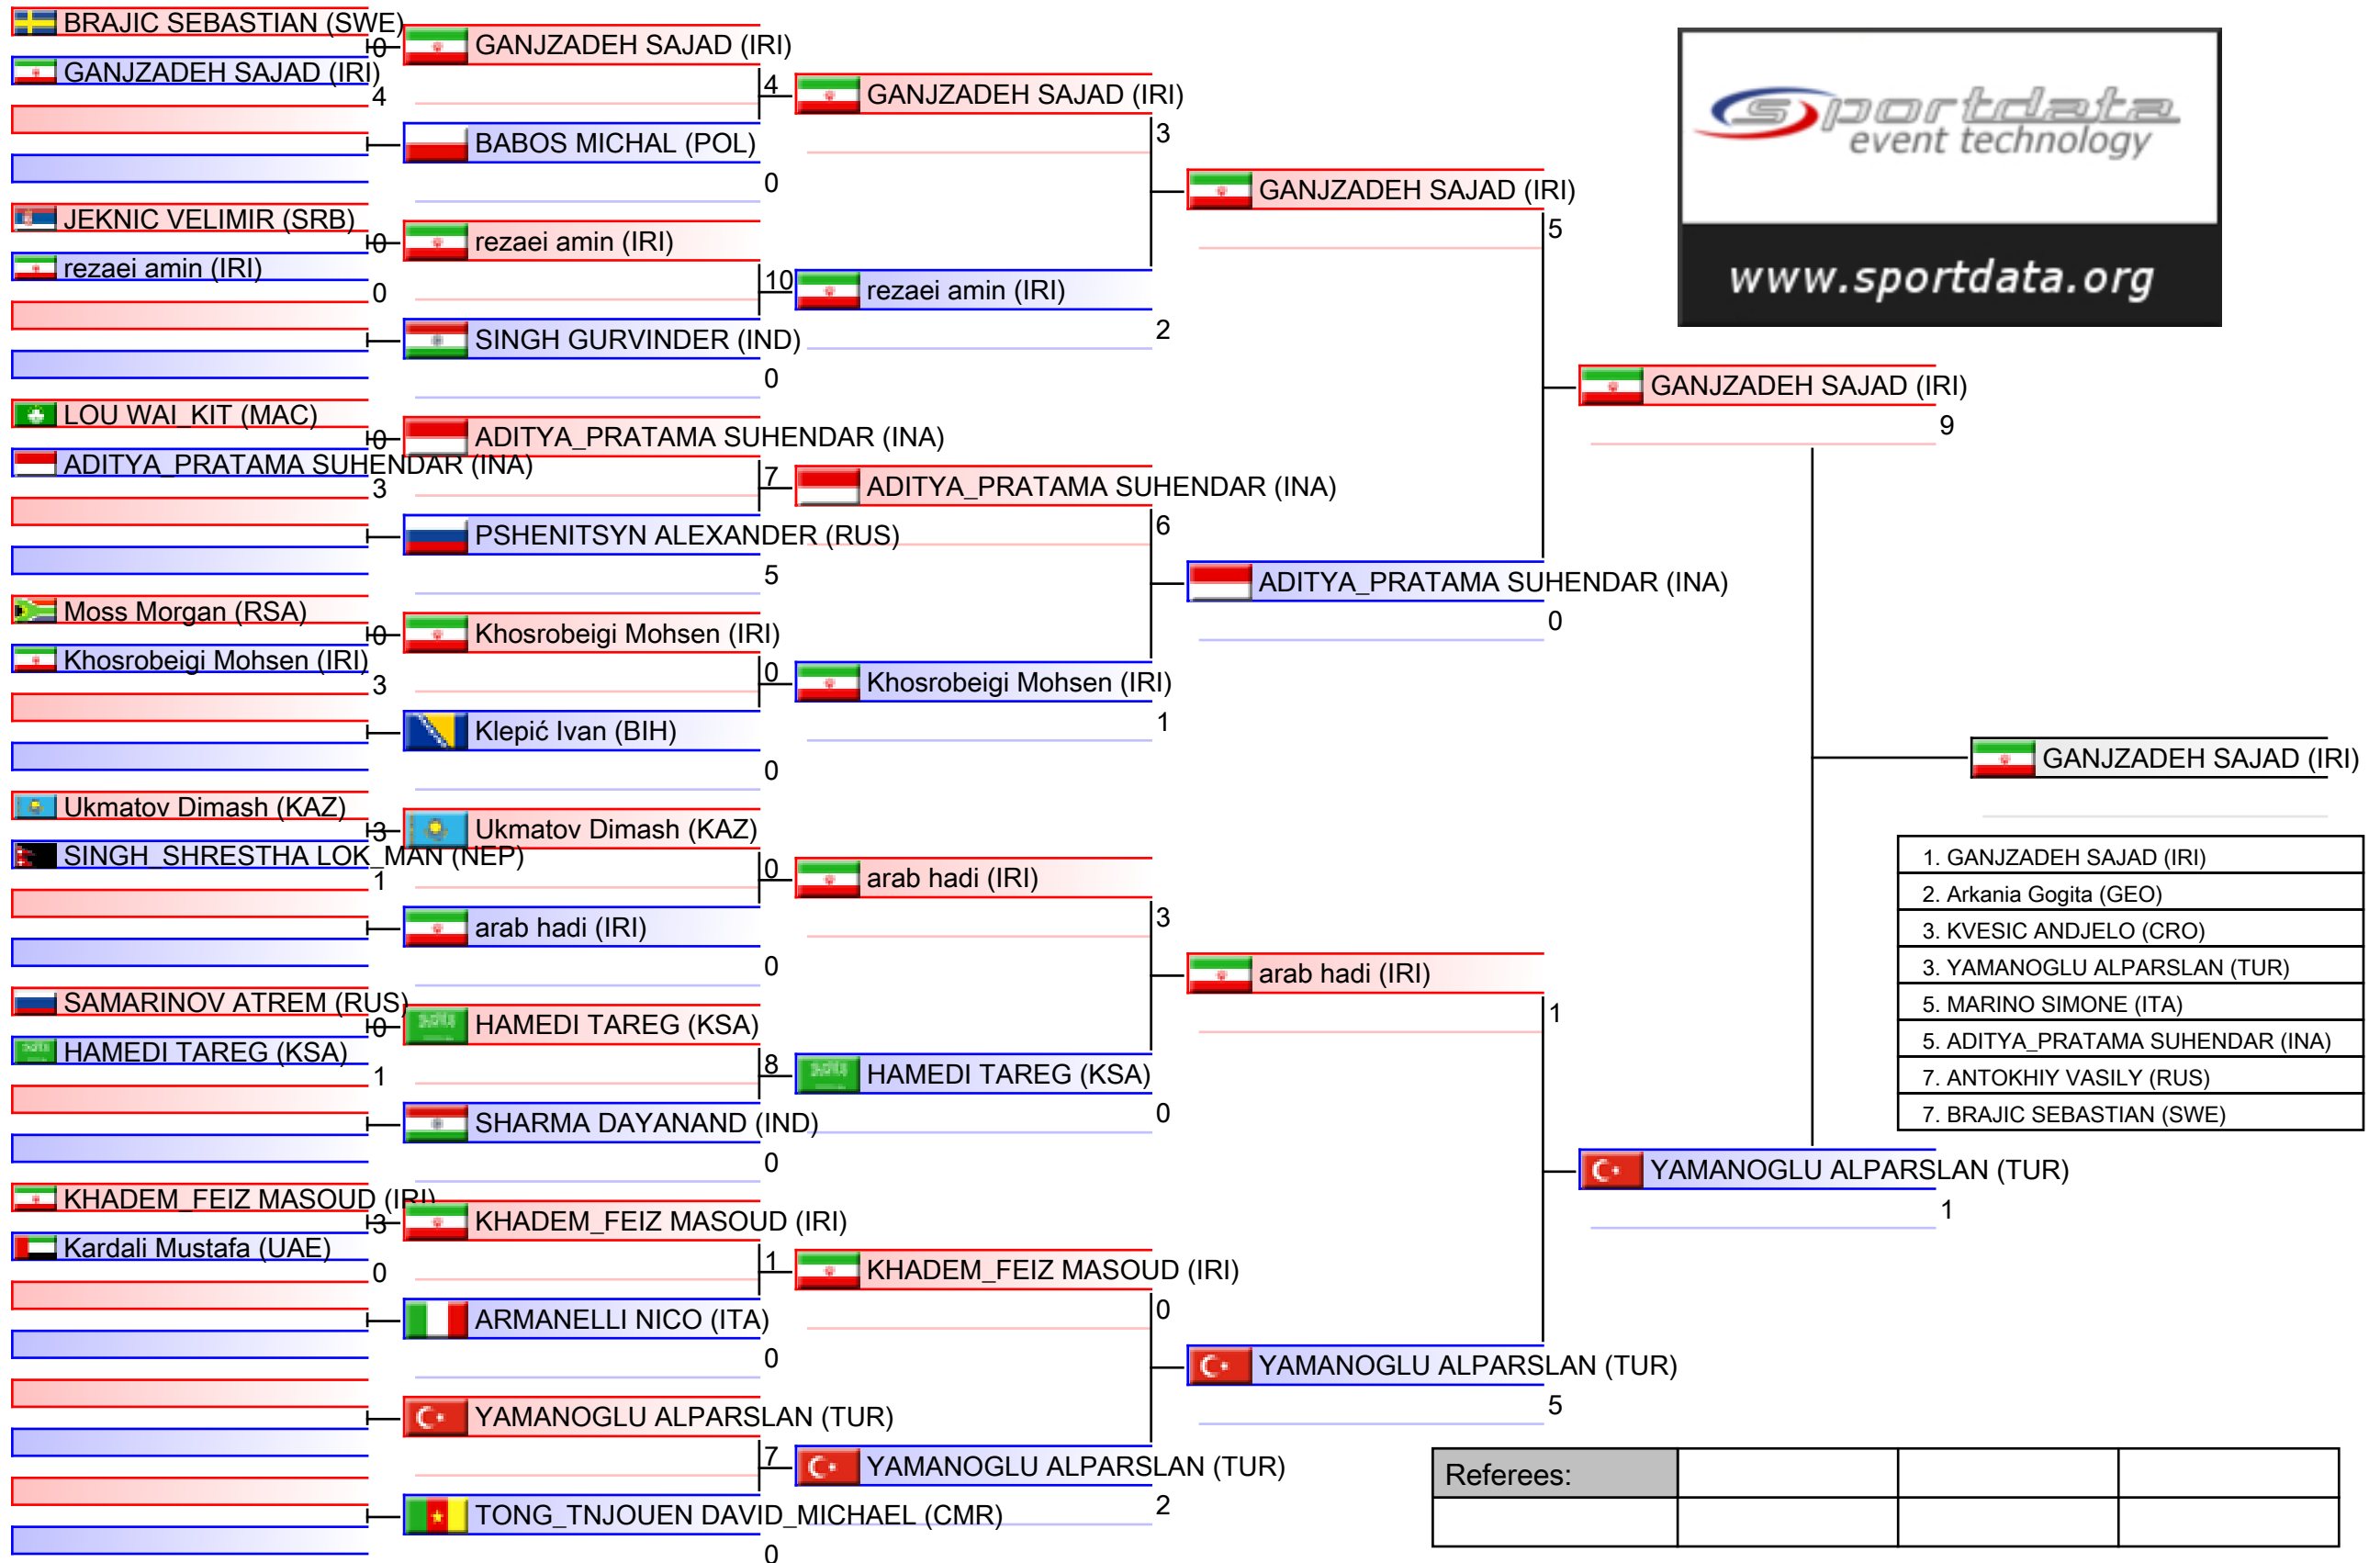 BRAJIC SEBASTIAN (SWE)
0
GANJZADEH SAJAD (IRI)
4
JEKNIC VELIMIR (SRB)
0
rezaei amin (IRI)
0
LOU WAI_KIT (MAC)
0
ADITYA_PRATAMA SUHENDAR (INA)
3
Moss Morgan (RSA)
0
Khosrobeigi Mohsen (IRI)
3
Ukmatov Dimash (KAZ)
3
SINGH_SHRESTHA LOK_MAN (NEP)
1
SAMARINOV ATREM (RUS)
0
HAMEDI TAREG (KSA)
1
KHADEM_FEIZ MASOUD (IRI)
3
Kardali Mustafa (UAE)
0
GANJZADEH SAJAD (IRI)
4
BABOS MICHAL (POL)
0
rezaei amin (IRI)
10
SINGH GURVINDER (IND)
0
ADITYA_PRATAMA SUHENDAR (INA)
7
PSHENITSYN ALEXANDER (RUS)
5
Khosrobeigi Mohsen (IRI)
0
Klepić Ivan (BIH)
0
Ukmatov Dimash (KAZ)
0
arab hadi (IRI)
0
HAMEDI TAREG (KSA)
8
SHARMA DAYANAND (IND)
0
KHADEM_FEIZ MASOUD (IRI)
1
ARMANELLI NICO (ITA)
0
YAMANOGLU ALPARSLAN (TUR)
7
TONG_TNJOUEN DAVID_MICHAEL (CMR)
0
GANJZADEH SAJAD (IRI)
3
rezaei amin (IRI)
2
ADITYA_PRATAMA SUHENDAR (INA)
6
Khosrobeigi Mohsen (IRI)
1
arab hadi (IRI)
3
HAMEDI TAREG (KSA)
0
KHADEM_FEIZ MASOUD (IRI)
0
YAMANOGLU ALPARSLAN (TUR)
2
GANJZADEH SAJAD (IRI)
5
ADITYA_PRATAMA SUHENDAR (INA)
0
arab hadi (IRI)
1
YAMANOGLU ALPARSLAN (TUR)
5
GANJZADEH SAJAD (IRI)
9
YAMANOGLU ALPARSLAN (TUR)
1
GANJZADEH SAJAD (IRI)
sportdata
event technology
www.sportdata.org
1. GANJZADEH SAJAD (IRI)
2. Arkania Gogita (GEO)
3. KVESIC ANDJELO (CRO)
3. YAMANOGLU ALPARSLAN (TUR)
5. MARINO SIMONE (ITA)
5. ADITYA_PRATAMA SUHENDAR (INA)
7. ANTOKHIY VASILY (RUS)
7. BRAJIC SEBASTIAN (SWE)
Referees: